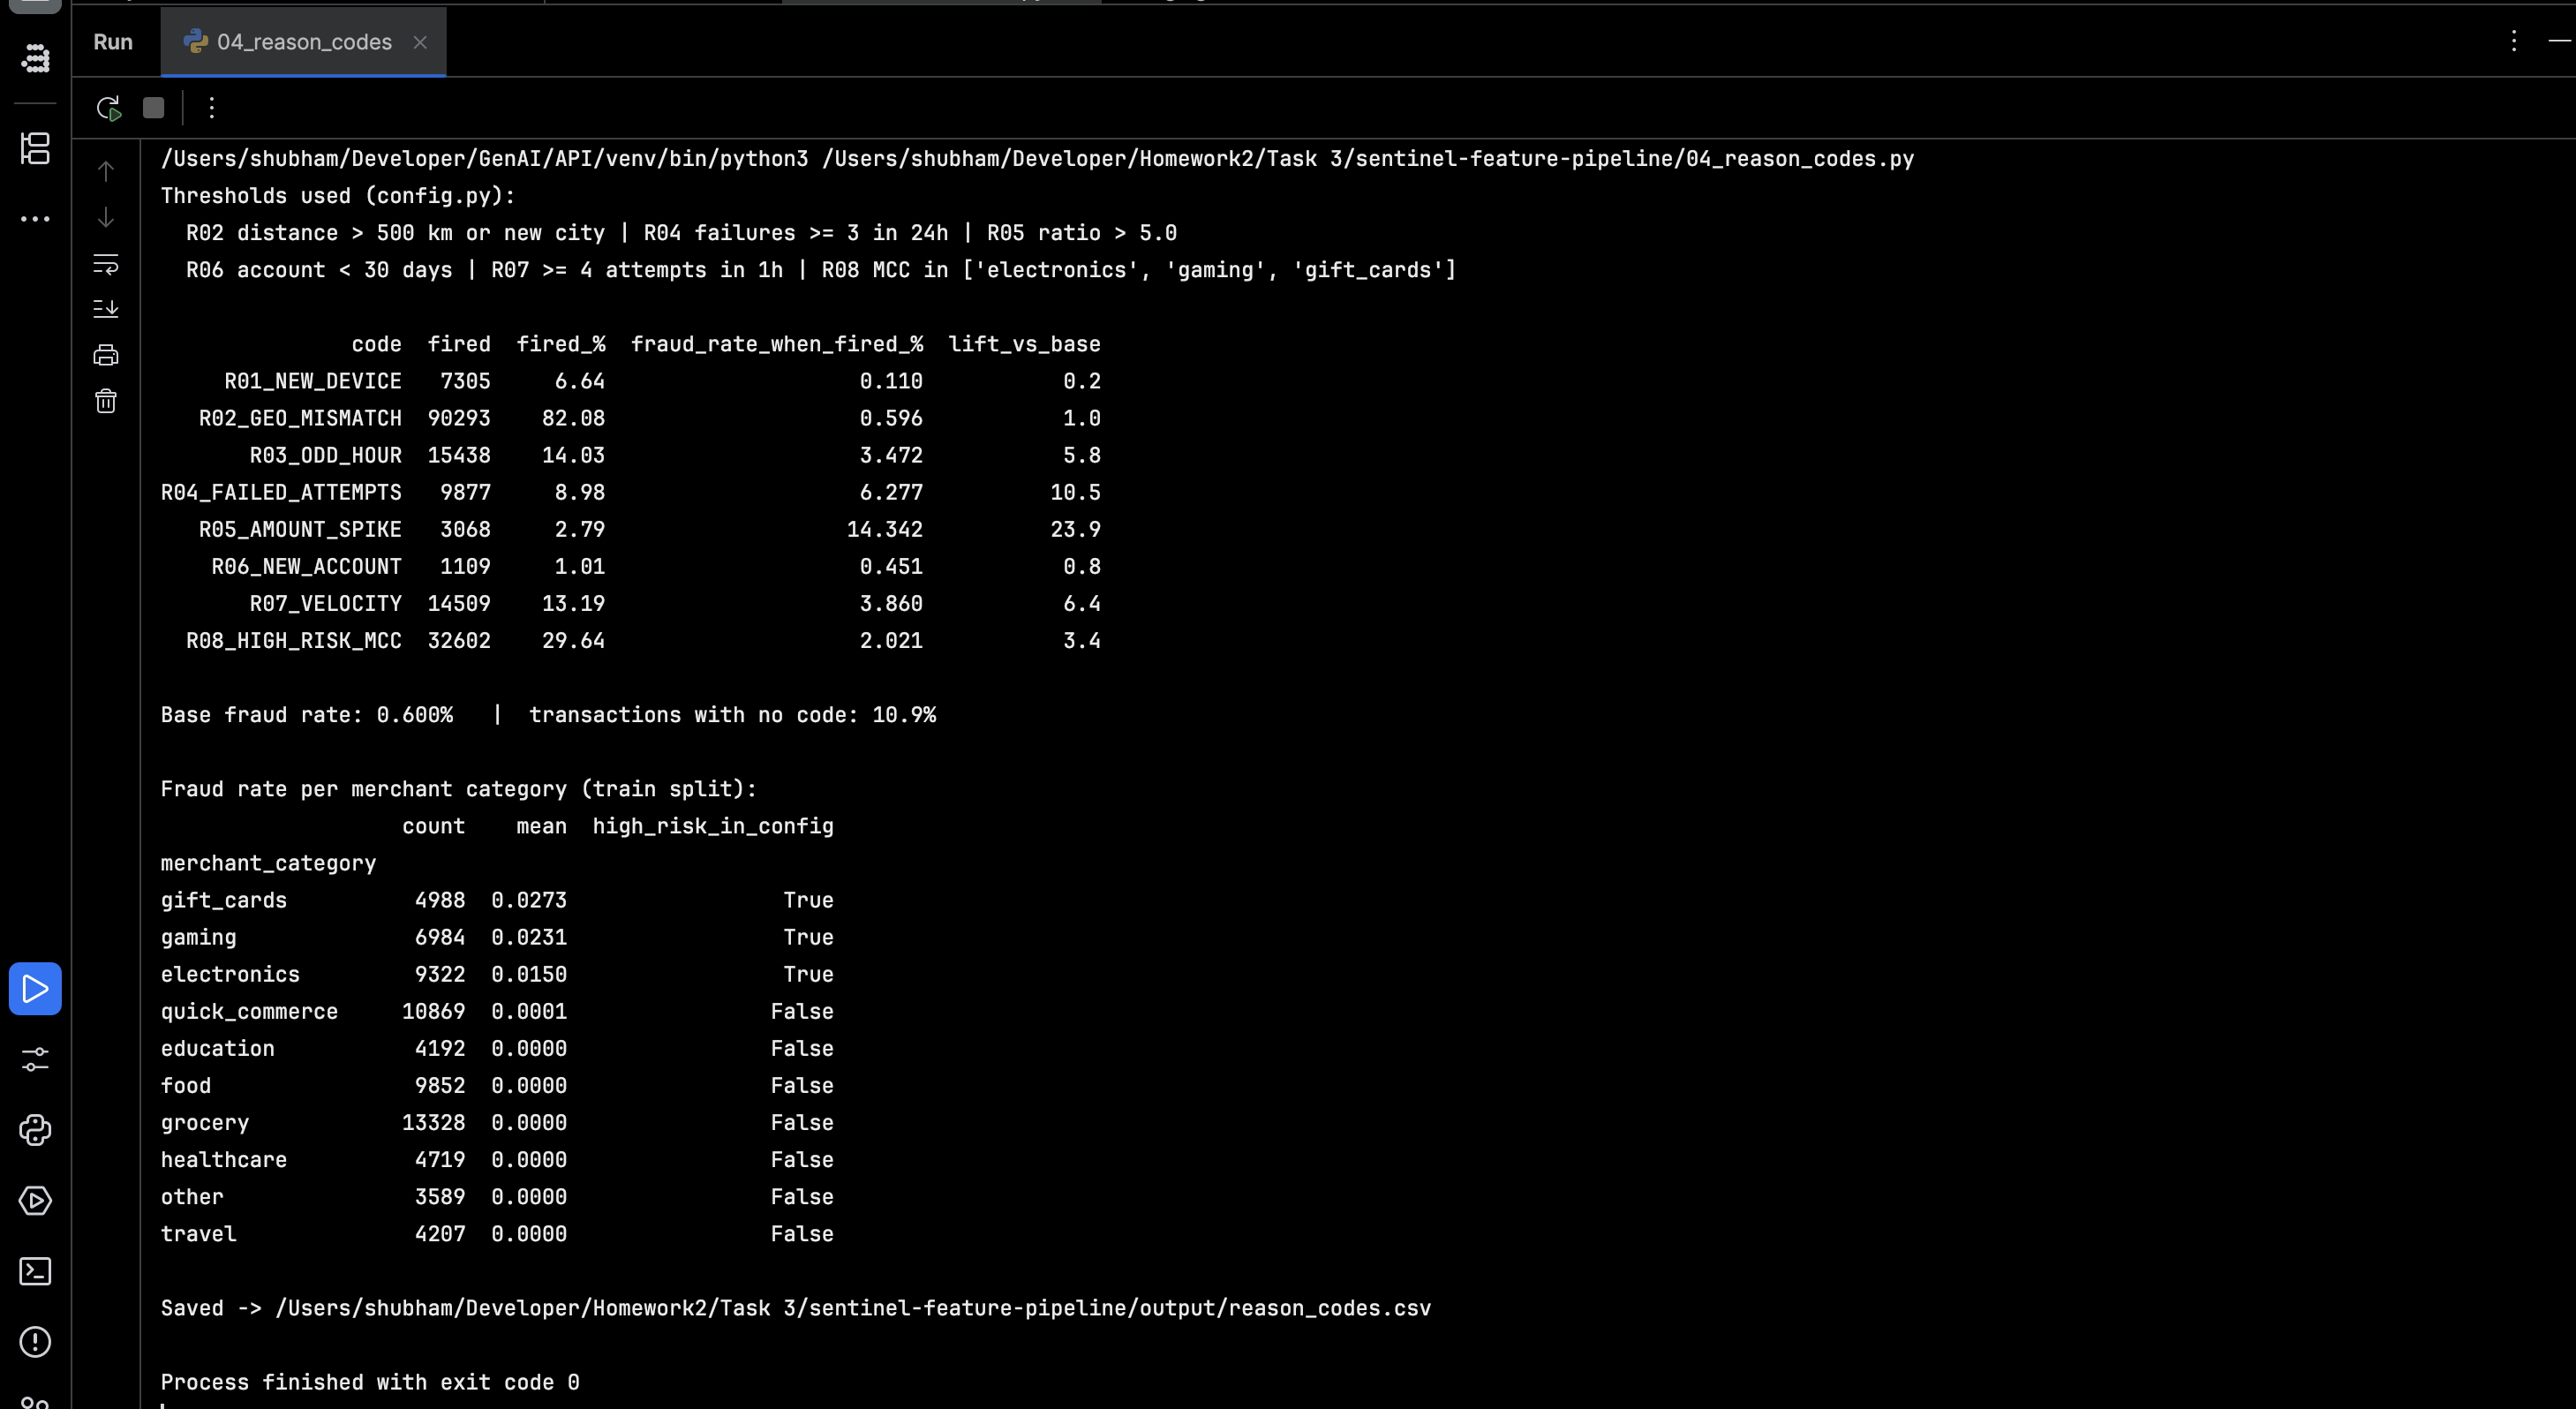 Run 04_reason_codes
/Users/shubham/Developer/GenAI/API/venv/bin/python3 /Users/shubham/Developer/Homework2/Task 3/sentinel-feature-pipeline/04_reason_codes.py
Thresholds used (config.py):
  R02 distance > 500 km or new city | R04 failures >= 3 in 24h | R05 ratio > 5.0
  R06 account < 30 days | R07 >= 4 attempts in 1h | R08 MCC in ['electronics', 'gaming', 'gift_cards']
               code  fired  fired_%  fraud_rate_when_fired_%  lift_vs_base
     R01_NEW_DEVICE   7305     6.64                    0.110           0.2
   R02_GEO_MISMATCH  90293    82.08                    0.596           1.0
       R03_ODD_HOUR  15438    14.03                    3.472           5.8
R04_FAILED_ATTEMPTS   9877     8.98                    6.277          10.5
   R05_AMOUNT_SPIKE   3068     2.79                   14.342          23.9
    R06_NEW_ACCOUNT   1109     1.01                    0.451           0.8
       R07_VELOCITY  14509    13.19                    3.860           6.4
  R08_HIGH_RISK_MCC  32602    29.64                    2.021           3.4
Base fraud rate: 0.600%   |  transactions with no code: 10.9%
Fraud rate per merchant category (train split):
                   count    mean  high_risk_in_config
merchant_category
gift_cards          4988  0.0273                 True
gaming              6984  0.0231                 True
electronics         9322  0.0150                 True
quick_commerce     10869  0.0001                False
education           4192  0.0000                False
food                9852  0.0000                False
grocery            13328  0.0000                False
healthcare          4719  0.0000                False
other               3589  0.0000                False
travel              4207  0.0000                False
Saved -> /Users/shubham/Developer/Homework2/Task 3/sentinel-feature-pipeline/output/reason_codes.csv
Process finished with exit code 0